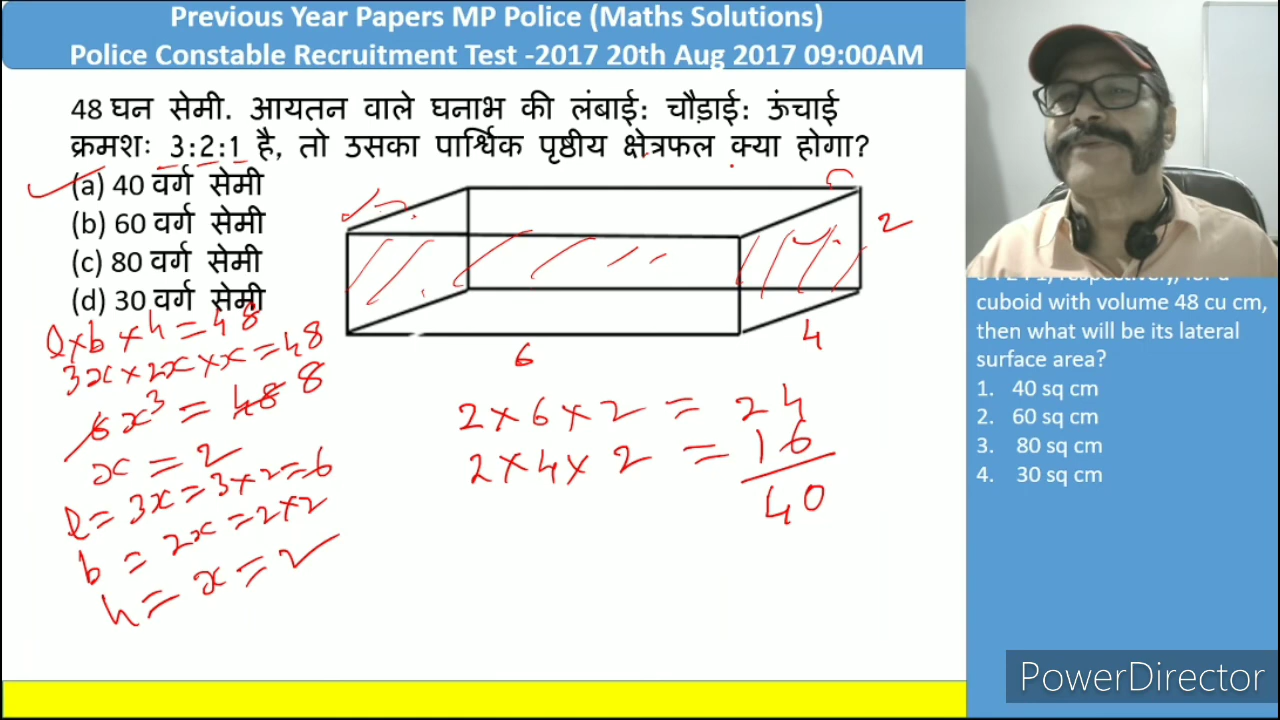 Previous Year Papers MP Police (Maths Solutions)
Police Constable Recruitment Test -2017 20th Aug 2017 09:00AM
48 घन सेमी. आयतन वाले घनाभ की लंबाई: चौड़ाई: ऊंचाई
क्रमशः 3:2:1 है, तो उसका पार्श्विक पृष्ठीय क्षेत्रफल क्या होगा?
(a) 40 वर्ग सेमी
(b) 60 वर्ग सेमी
(c) 80 वर्ग सेमी
(d) 30 वर्ग सेमी
l×b×h=48
3x×2x×x=48
6x³ = 48 8
x = 2
l=3x=3×2=6
b=2x=2×2
h=x=2
2
4
6
2×6×2 = 24
2×4×2 = 16
40
cuboid with volume 48 cu cm,
then what will be its lateral
surface area?
1. 40 sq cm
2. 60 sq cm
3. 80 sq cm
4. 30 sq cm
PowerDirector